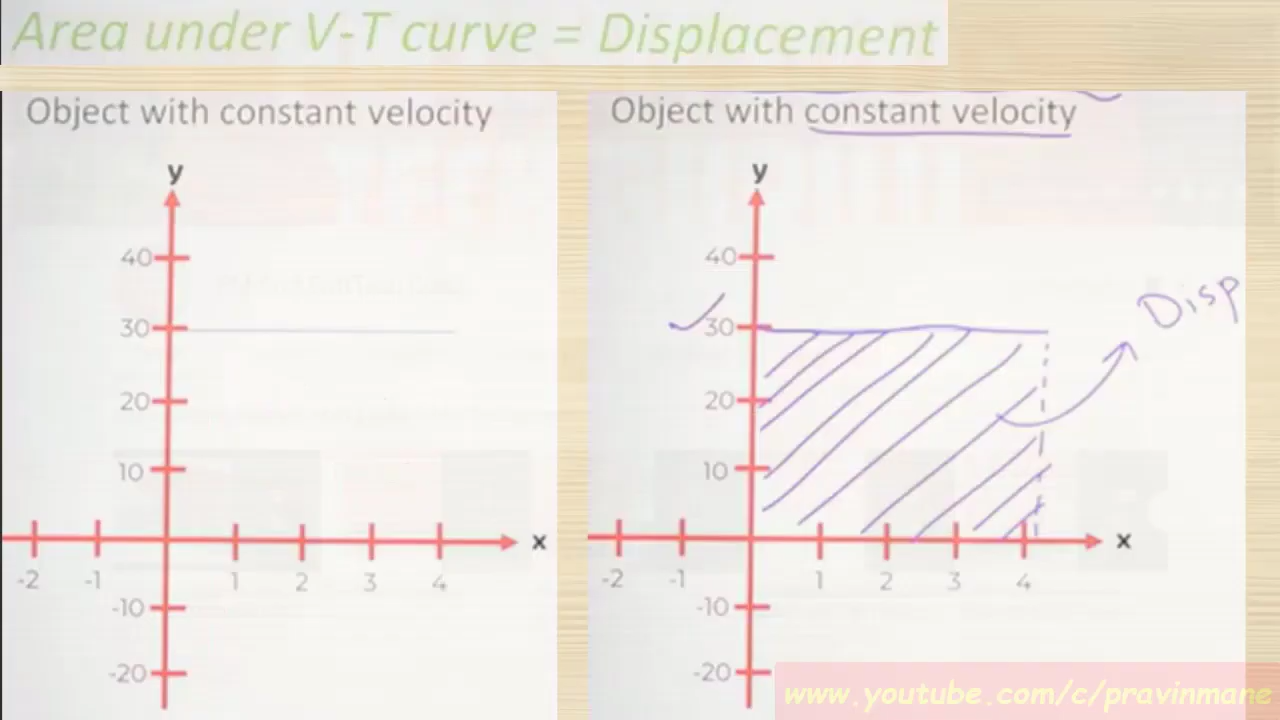 Area under V-T curve = Displacement
Object with constant velocity
y
40
30
20
10
x
-2 -1 1 2 3 4
-10
-20
Object with constant velocity
y
40
30
20
10
x
-2 -1 1 2 3 4
-10
-20
Disp
www.youtube.com/c/pravinmane